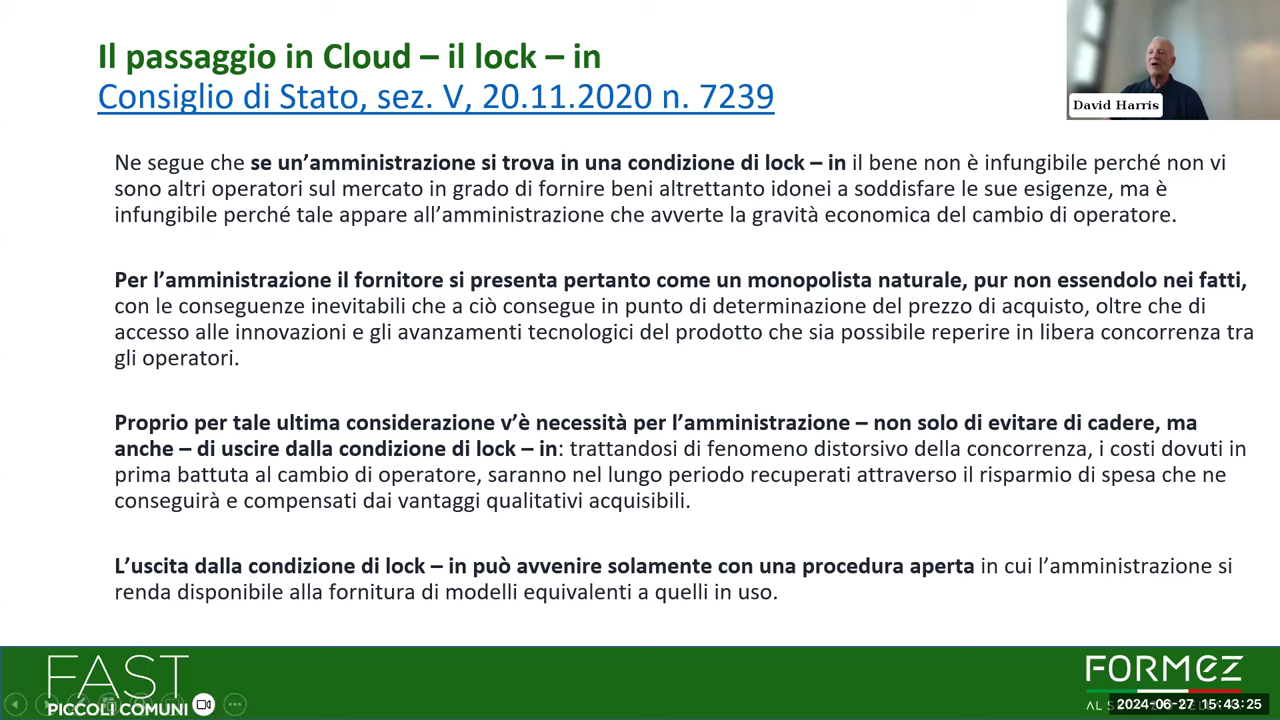 Il passaggio in Cloud – il lock – in
Consiglio di Stato, sez. V, 20.11.2020 n. 7239
David Harris
Ne segue che se un’amministrazione si trova in una condizione di lock – in il bene non è infungibile perché non vi
sono altri operatori sul mercato in grado di fornire beni altrettanto idonei a soddisfare le sue esigenze, ma è
infungibile perché tale appare all’amministrazione che avverte la gravità economica del cambio di operatore.
Per l’amministrazione il fornitore si presenta pertanto come un monopolista naturale, pur non essendolo nei fatti,
con le conseguenze inevitabili che a ciò consegue in punto di determinazione del prezzo di acquisto, oltre che di
accesso alle innovazioni e gli avanzamenti tecnologici del prodotto che sia possibile reperire in libera concorrenza tra
gli operatori.
Proprio per tale ultima considerazione v’è necessità per l’amministrazione – non solo di evitare di cadere, ma
anche – di uscire dalla condizione di lock – in: trattandosi di fenomeno distorsivo della concorrenza, i costi dovuti in
prima battuta al cambio di operatore, saranno nel lungo periodo recuperati attraverso il risparmio di spesa che ne
conseguirà e compensati dai vantaggi qualitativi acquisibili.
L’uscita dalla condizione di lock – in può avvenire solamente con una procedura aperta in cui l’amministrazione si
renda disponibile alla fornitura di modelli equivalenti a quelli in uso.
FAST
PICCOLI COMUNI
FORMEZ
AL
2024-06-27 15:43:25